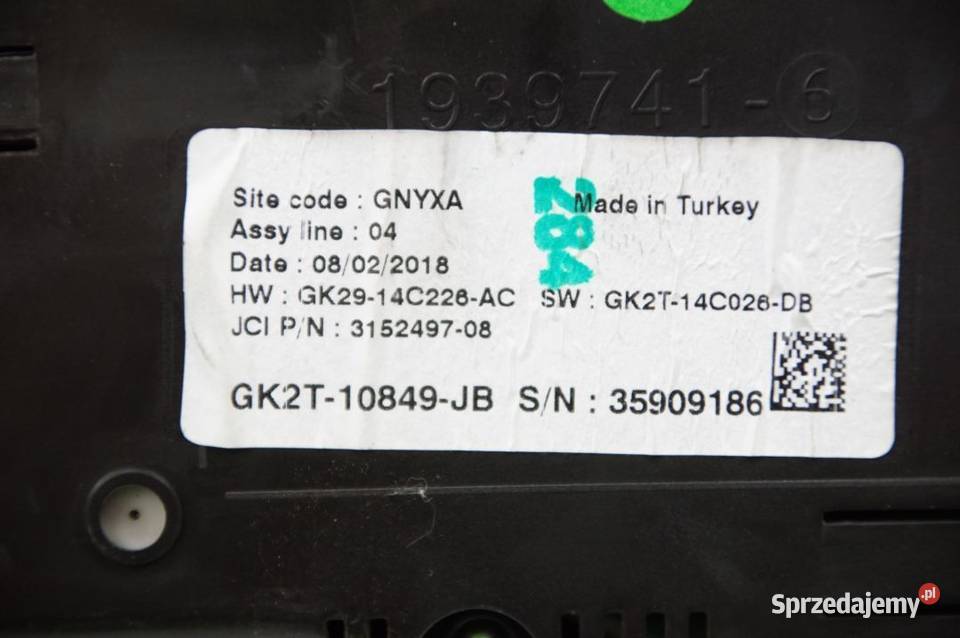 1939741-6
Site code : GNYXA
Made in Turkey
284
Assy line : 04
Date : 08/02/2018
HW : GK29-14C226-AC SW : GK2T-14C026-DB
JCI P/N : 3152497-08
GK2T-10849-JB S/N : 35909186
Sprzedajemy.pl